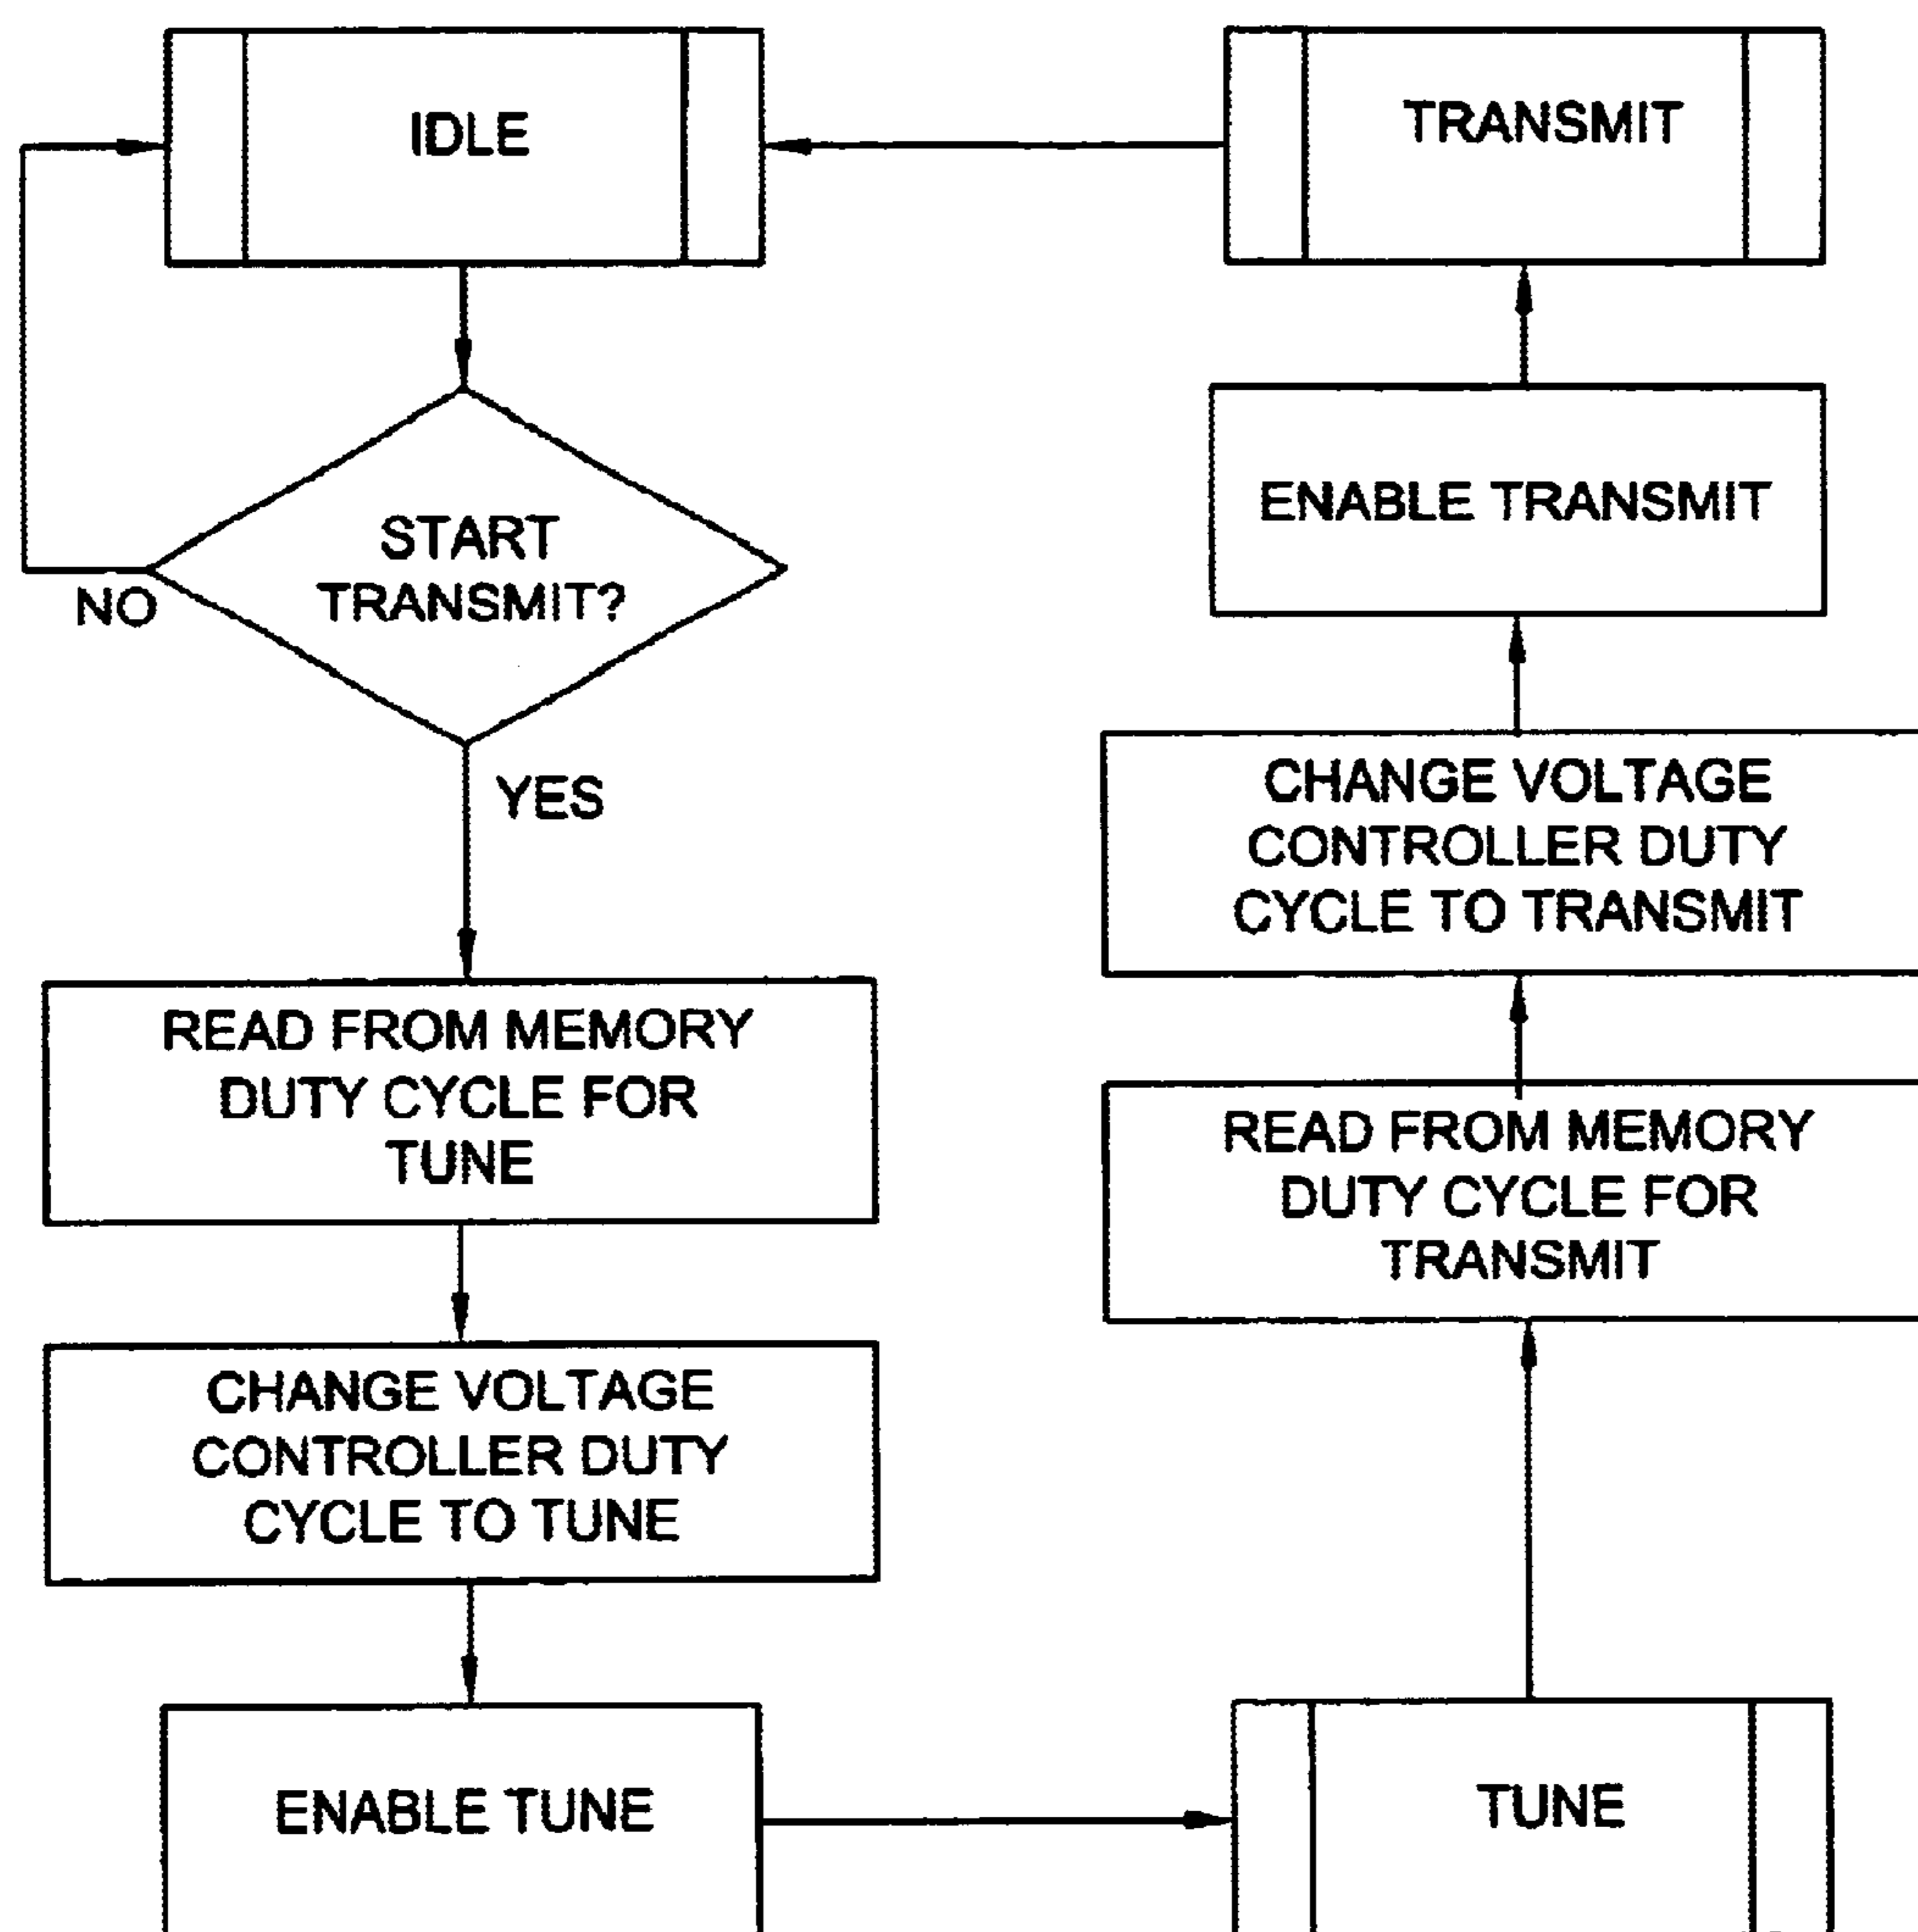 IDLE
START
TRANSMIT?
NO
YES
READ FROM MEMORY
DUTY CYCLE FOR
TUNE
CHANGE VOLTAGE
CONTROLLER DUTY
CYCLE TO TUNE
ENABLE TUNE
TUNE
READ FROM MEMORY
DUTY CYCLE FOR
TRANSMIT
CHANGE VOLTAGE
CONTROLLER DUTY
CYCLE TO TRANSMIT
ENABLE TRANSMIT
TRANSMIT